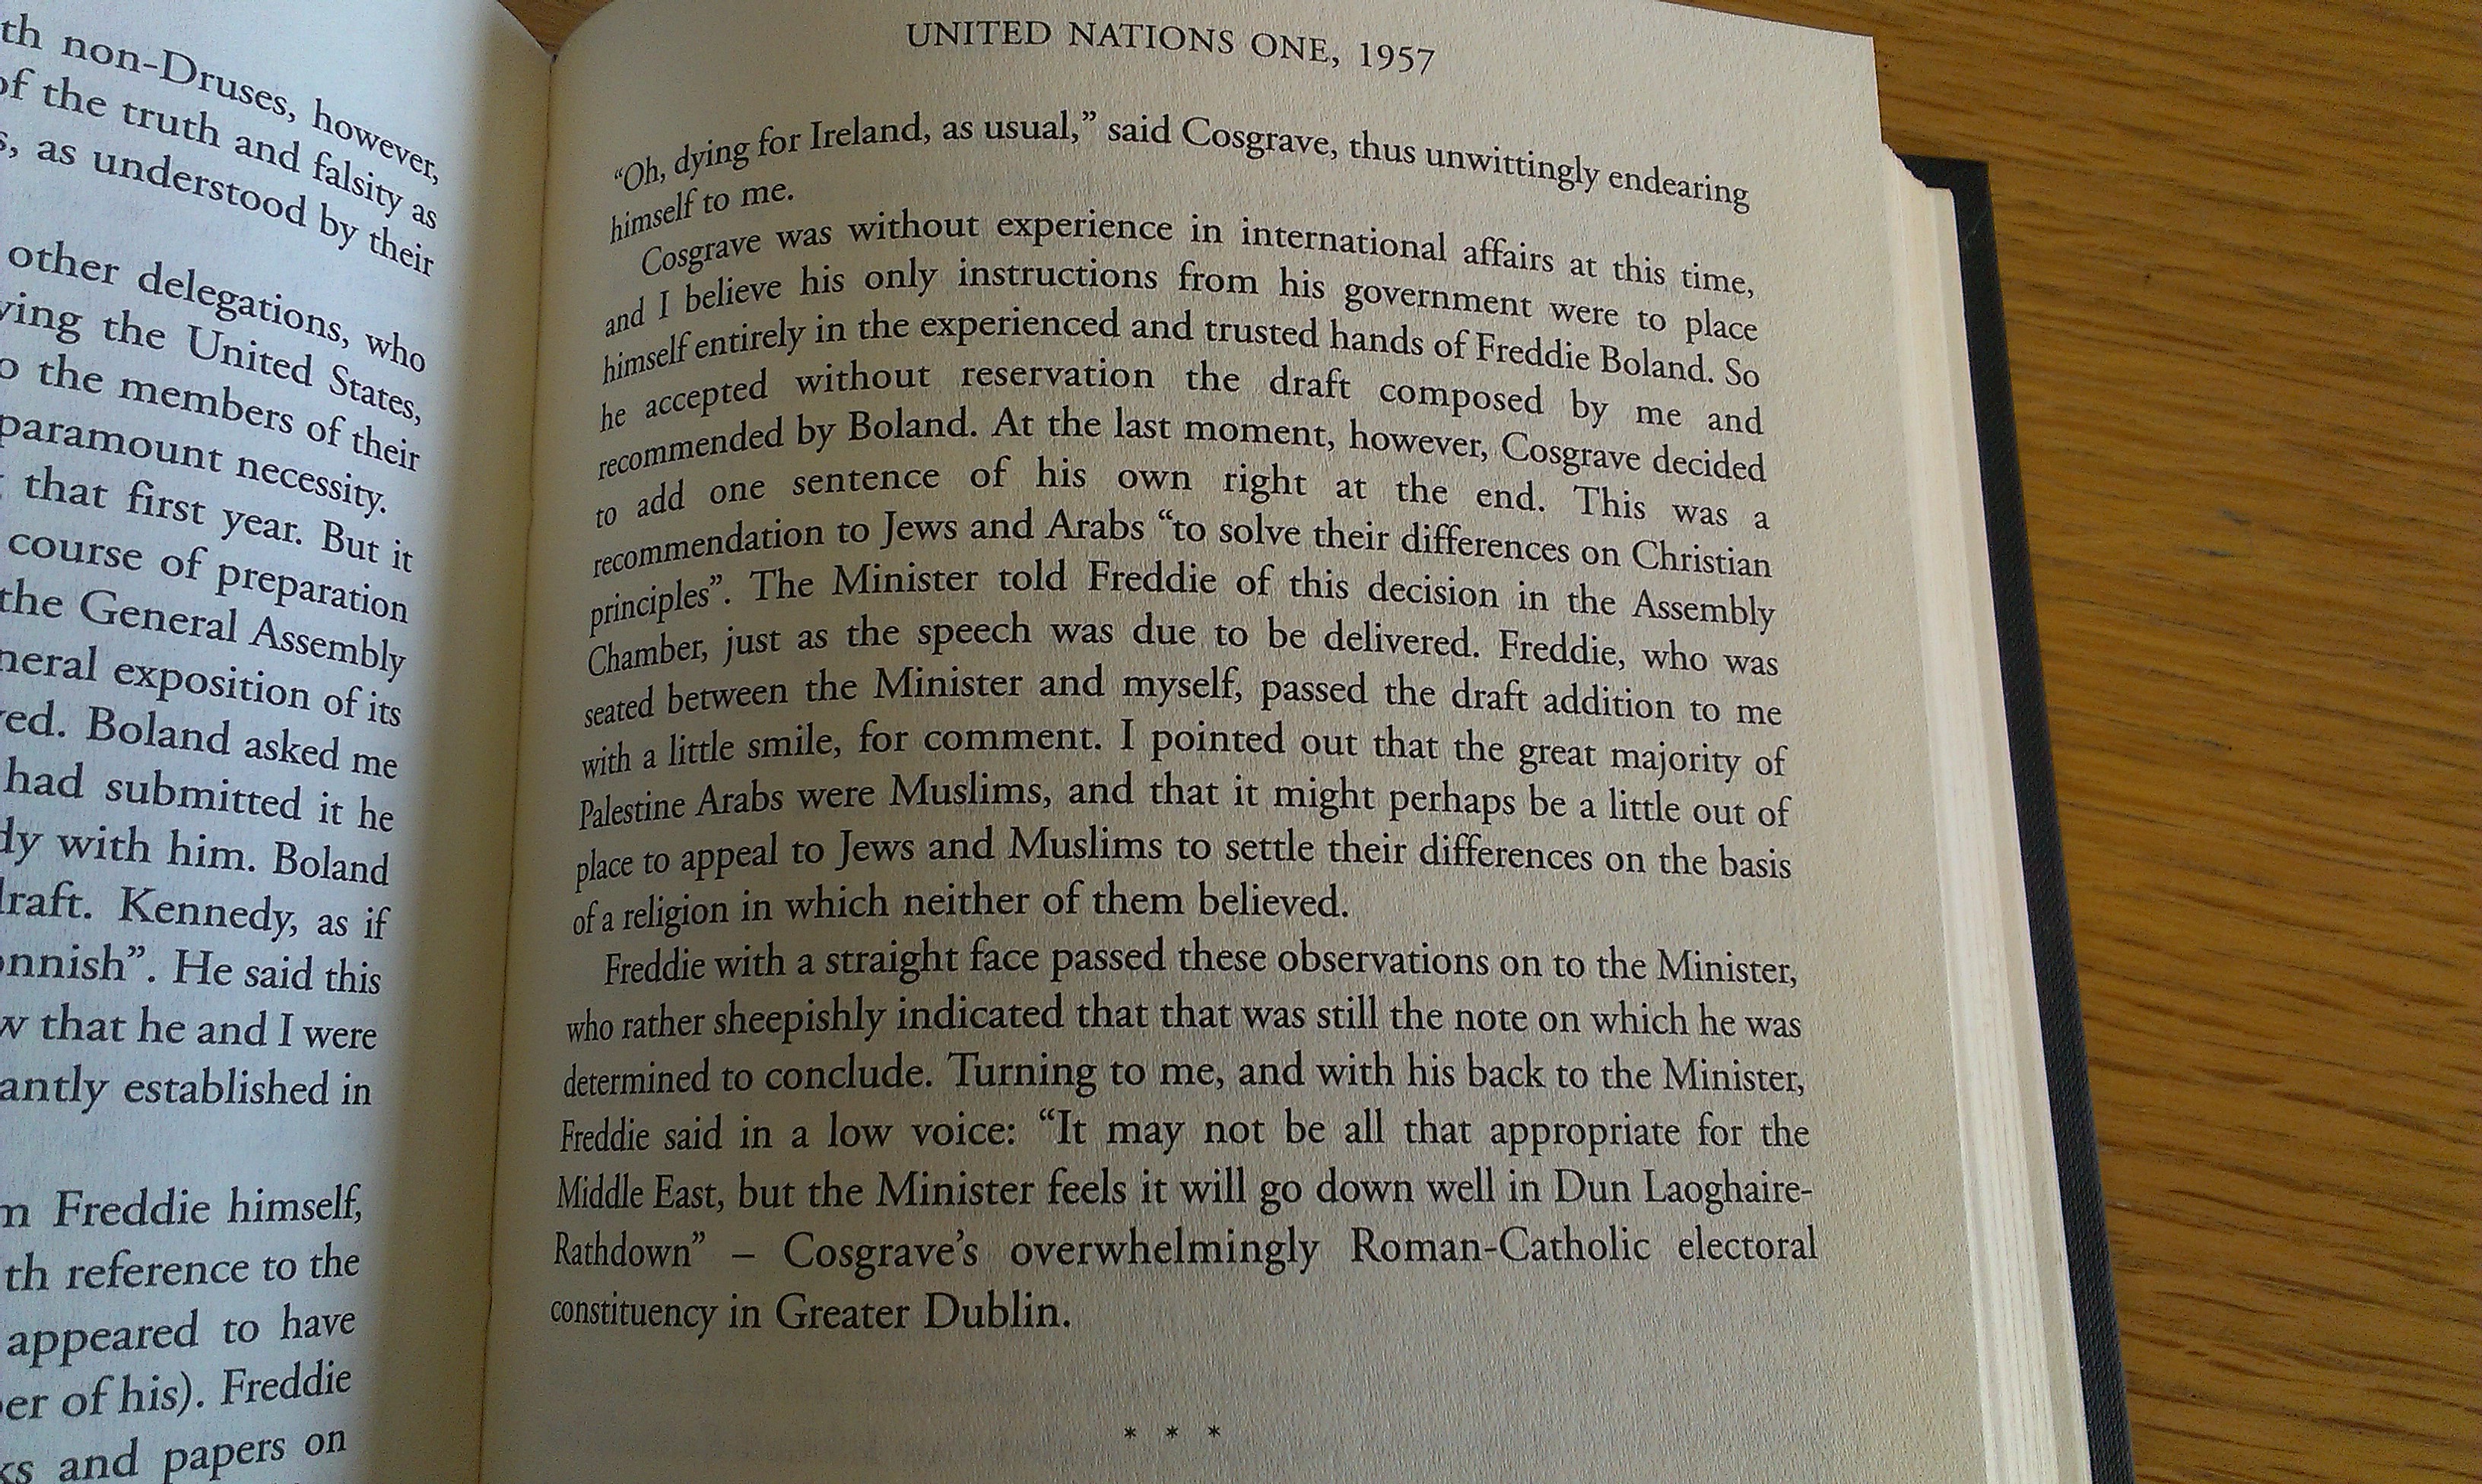 th non-Druses, however,
of the truth and falsity as
as understood by their
other delegations, who
the United States,
the members of their
paramount necessity.
that first year. But it
course of preparation
the General Assembly
exposition of its
Boland asked me
had submitted it he
with him. Boland
Kennedy, as if
He said this
that he and I were
established in
Freddie himself,
th reference to the
appeared to have
of his). Freddie
and papers on
UNITED NATIONS ONE, 1957
“Oh, dying for Ireland, as usual,” said Cosgrave, thus unwittingly endearing
himself to me.
Cosgrave was without experience in international affairs at this time,
and I believe his only instructions from his government were to place
himself entirely in the experienced and trusted hands of Freddie Boland. So
he accepted without reservation the draft composed by me and
recommended by Boland. At the last moment, however, Cosgrave decided
to add one sentence of his own right at the end. This was a
recommendation to Jews and Arabs “to solve their differences on Christian
principles”. The Minister told Freddie of this decision in the Assembly
Chamber, just as the speech was due to be delivered. Freddie, who was
seated between the Minister and myself, passed the draft addition to me
with a little smile, for comment. I pointed out that the great majority of
Palestine Arabs were Muslims, and that it might perhaps be a little out of
place to appeal to Jews and Muslims to settle their differences on the basis
of a religion in which neither of them believed.
Freddie with a straight face passed these observations on to the Minister,
who rather sheepishly indicated that that was still the note on which he was
determined to conclude. Turning to me, and with his back to the Minister,
Freddie said in a low voice: “It may not be all that appropriate for the
Middle East, but the Minister feels it will go down well in Dun Laoghaire-
Rathdown” – Cosgrave’s overwhelmingly Roman-Catholic electoral
constituency in Greater Dublin.
* * *